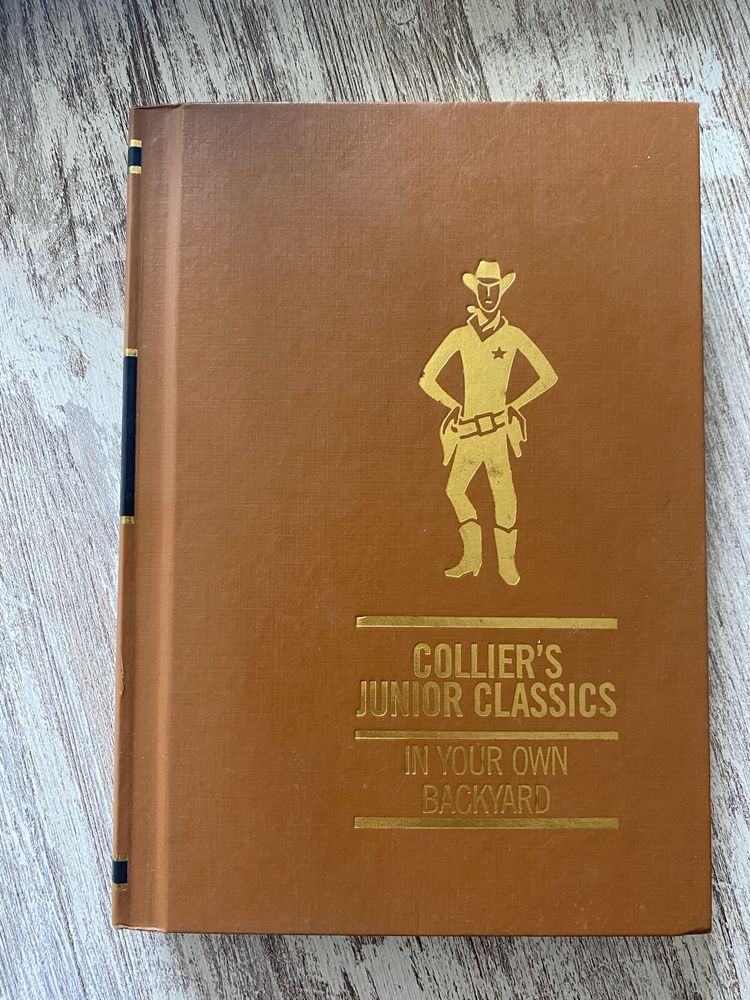 COLLIER'S
JUNIOR CLASSICS
IN YOUR OWN
BACKYARD